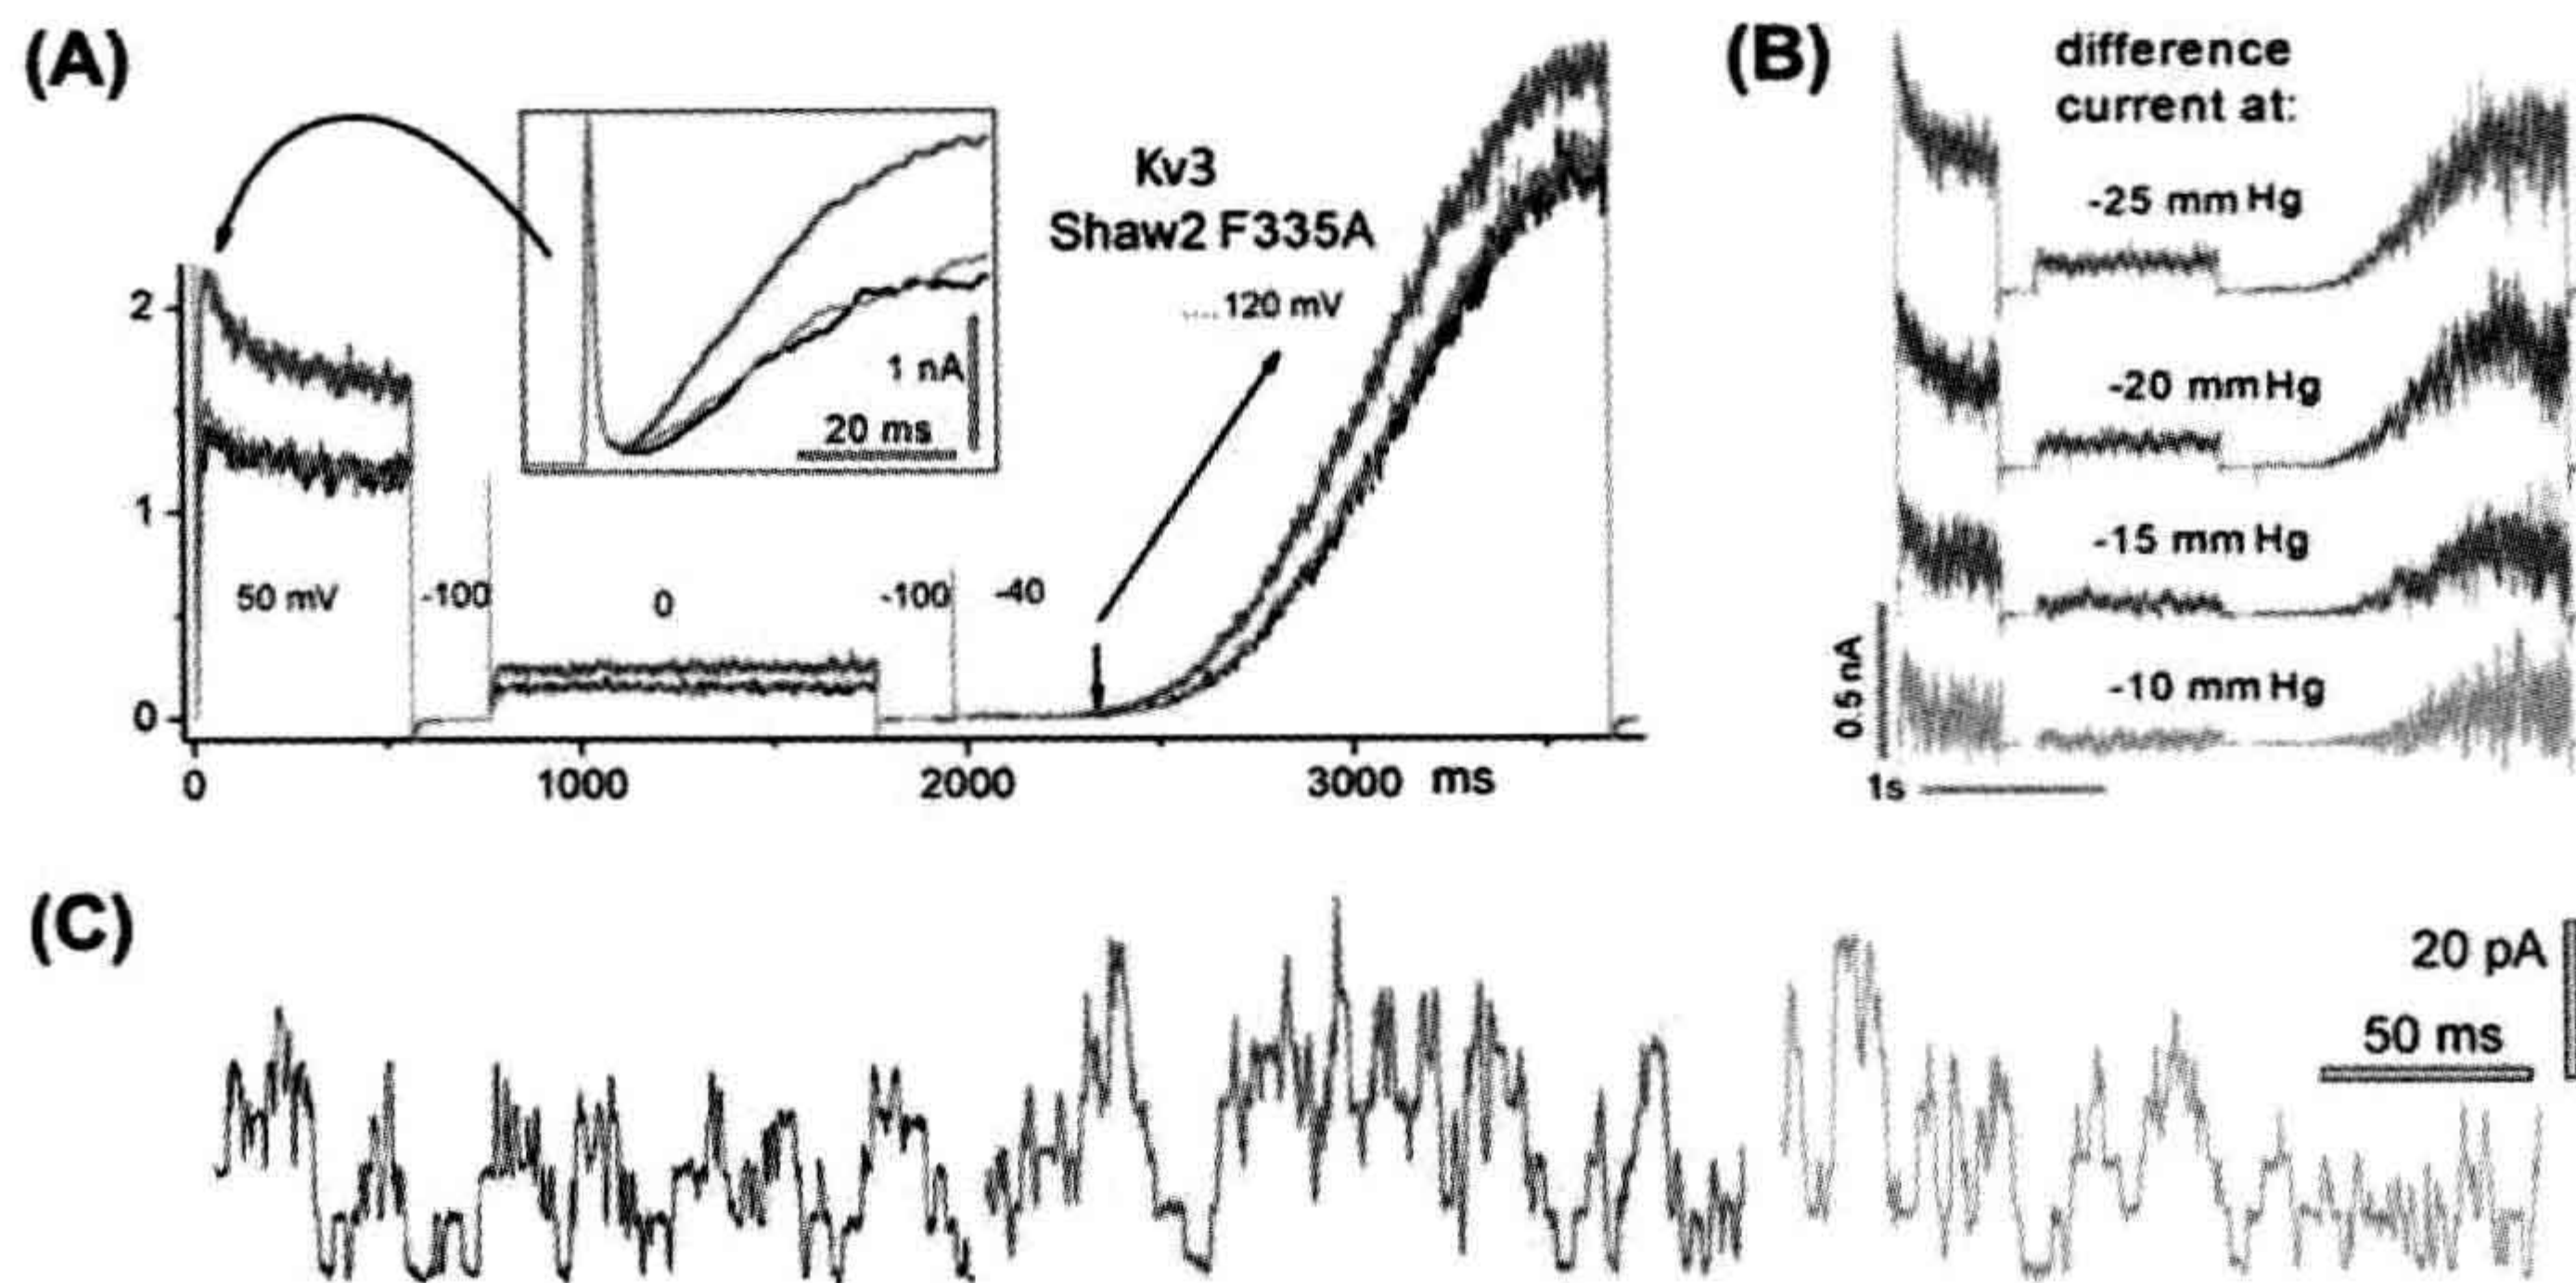 (A)
Kv3
Shaw2 F335A
....120 mV
1 nA
20 ms
2
1
0
50 mV
-100
0
-100
-40
0
1000
2000
3000
ms
(B)
difference
current at:
-25 mm Hg
-20 mmHg
-15 mm Hg
-10 mm Hg
0.5 nA
1s
(C)
20 pA
50 ms